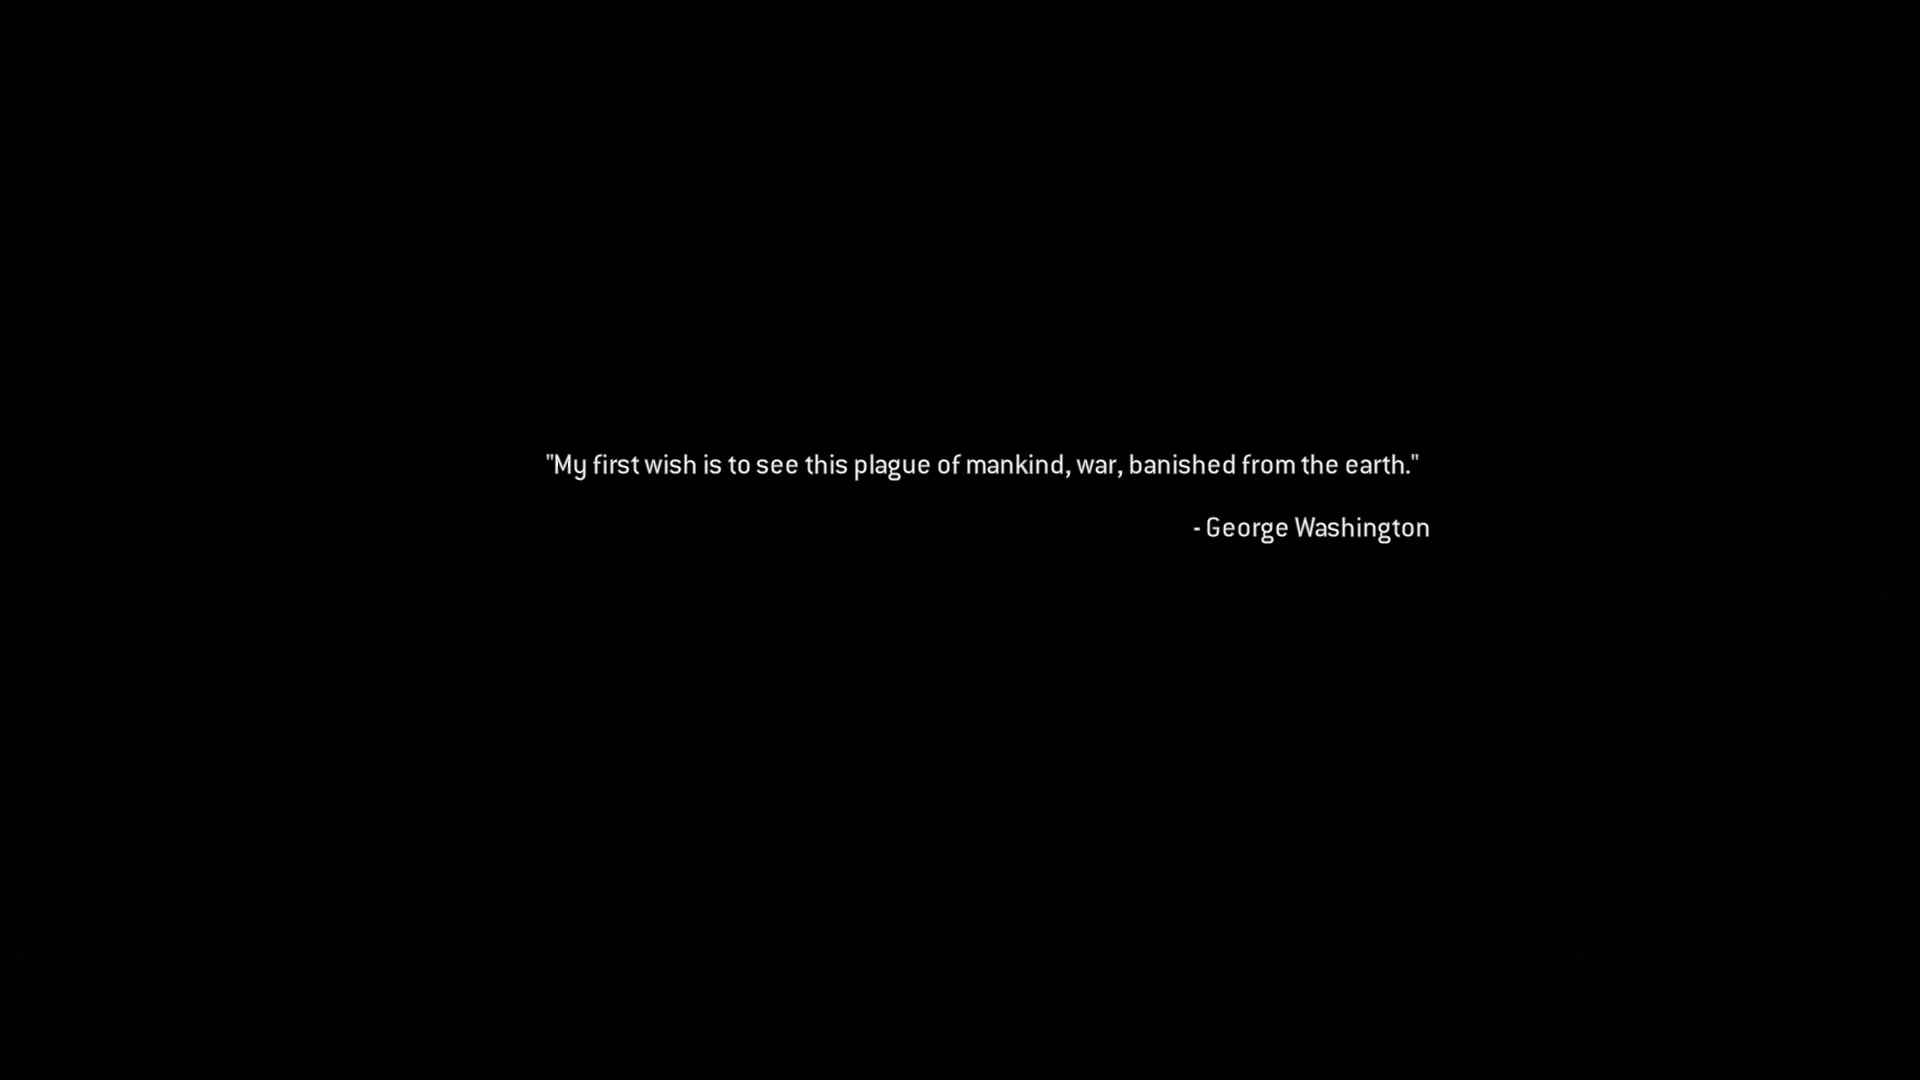 "My first wish is to see this plague of mankind, war, banished from the earth."
- George Washington